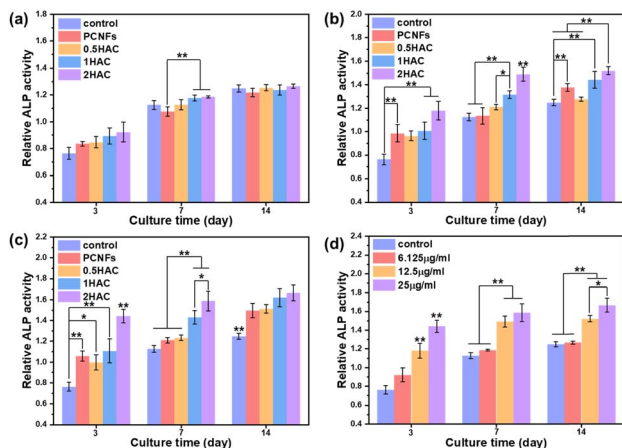 (a)
control
PCNFs
0.5HAC
1HAC
2HAC
**
Relative ALP activity
2.0
1.8
1.6
1.4
1.2
1.0
0.8
0.6
0.4
3
7
14
Culture time (day)
(b)
control
PCNFs
0.5HAC
1HAC
2HAC
**
**
**
*
**
**
**
**
**
Relative ALP activity
2.0
1.8
1.6
1.4
1.2
1.0
0.8
0.6
0.4
3
7
14
Culture time (day)
(c)
control
PCNFs
0.5HAC
1HAC
2HAC
**
**
*
**
**
*
**
Relative ALP activity
2.2
2.0
1.8
1.6
1.4
1.2
1.0
0.8
0.6
0.4
3
7
14
Culture time (day)
(d)
control
6.125μg/ml
12.5μg/ml
25μg/ml
**
**
**
**
*
Relative ALP activity
2.2
2.0
1.8
1.6
1.4
1.2
1.0
0.8
0.6
0.4
3
7
14
Culture time (day)